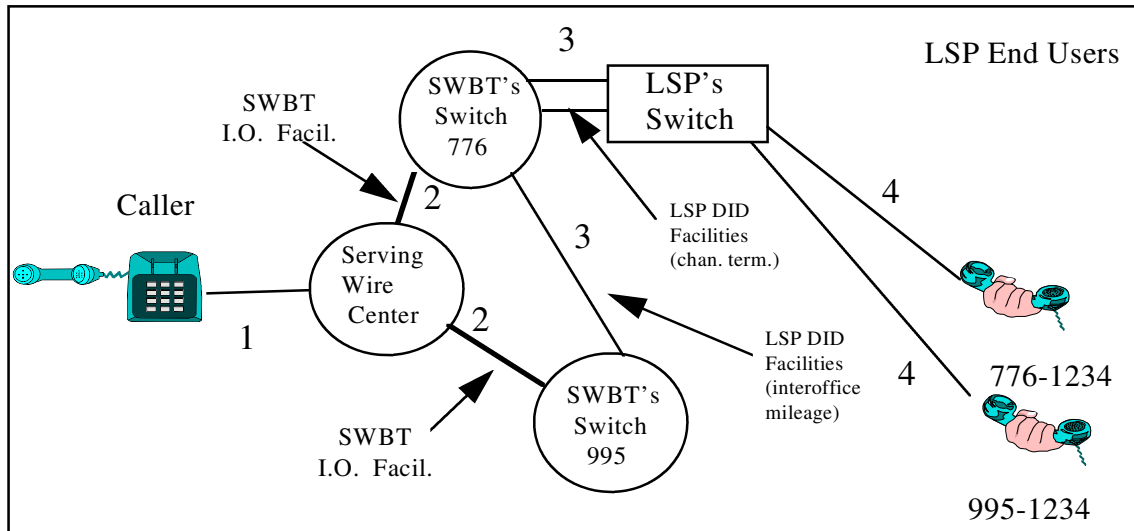 3
LSP End Users
SWBT's
Switch
776
LSP's
Switch
SWBT
I.O. Facil.
2
4
Caller
LSP DID
Facilities
(chan. term.)
3
Serving
Wire
Center
1
2
LSP DID
Facilities
(interoffice
mileage)
4
776-1234
SWBT's
Switch
995
SWBT
I.O. Facil.
995-1234